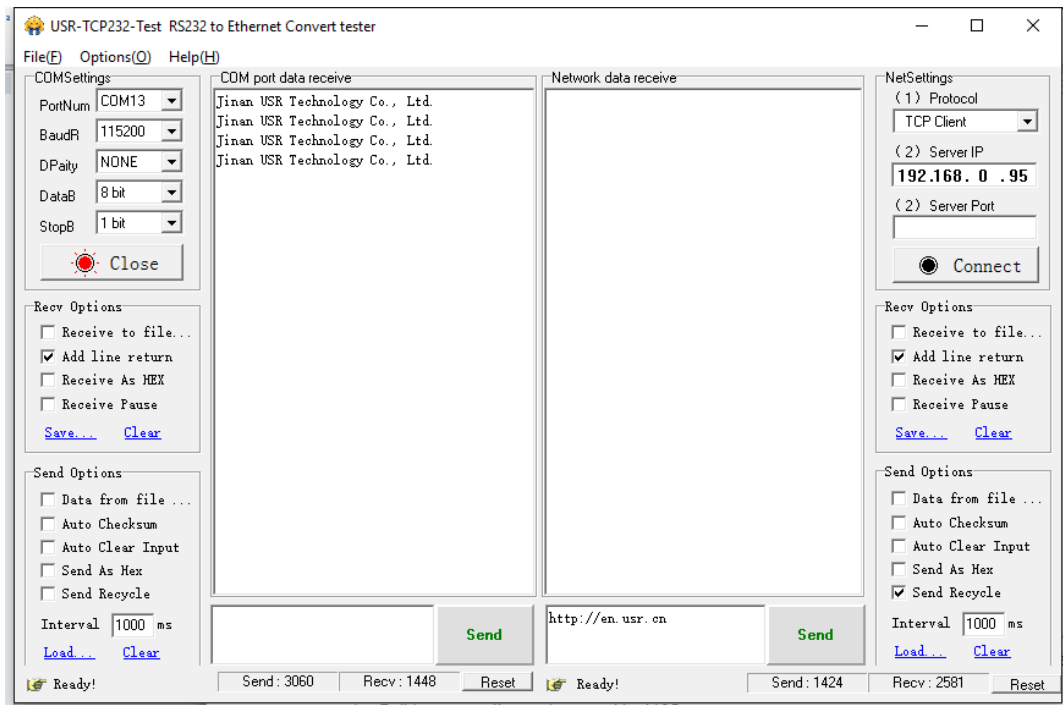 USR-TCP232-Test RS232 to Ethernet Convert tester
File(F) Options(O) Help(H)
COMSettings
PortNum COM13
BaudR 115200
DPaity NONE
DataB 8 bit
StopB 1 bit
Close
Recv Options
Receive to file...
Add line return
Receive As HEX
Receive Pause
Save... Clear
Send Options
Data from file ...
Auto Checksum
Auto Clear Input
Send As Hex
Send Recycle
Interval 1000 ms
Load... Clear
COM port data receive
Jinan USR Technology Co., Ltd.
Jinan USR Technology Co., Ltd.
Jinan USR Technology Co., Ltd.
Jinan USR Technology Co., Ltd.
Send
Network data receive
http://en.usr.cn
Send
NetSettings
(1) Protocol
TCP Client
(2) Server IP
192.168. 0 .95
(2) Server Port
Connect
Recv Options
Receive to file...
Add line return
Receive As HEX
Receive Pause
Save... Clear
Send Options
Data from file ...
Auto Checksum
Auto Clear Input
Send As Hex
Send Recycle
Interval 1000 ms
Load... Clear
Ready! Send : 3060 Recv : 1448 Reset
Ready! Send : 1424 Recv : 2581 Reset